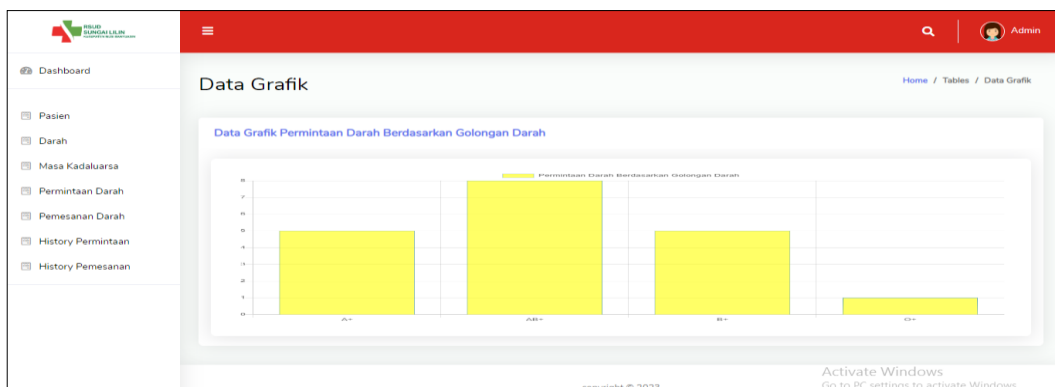 RSUD
SUNGAI LILIN
Admin
Dashboard
Pasien
Darah
Masa Kadaluarsa
Permintaan Darah
Pemesanan Darah
History Permintaan
History Pemesanan
Data Grafik
Home / Tables / Data Grafik
Data Grafik Permintaan Darah Berdasarkan Golongan Darah
Permintaan Darah Berdasarkan Golongan Darah
8
7
6
5
4
3
2
1
0
A+
AB+
B+
O+
copyright © 2023
Activate Windows
Go to PC settings to activate Windows.